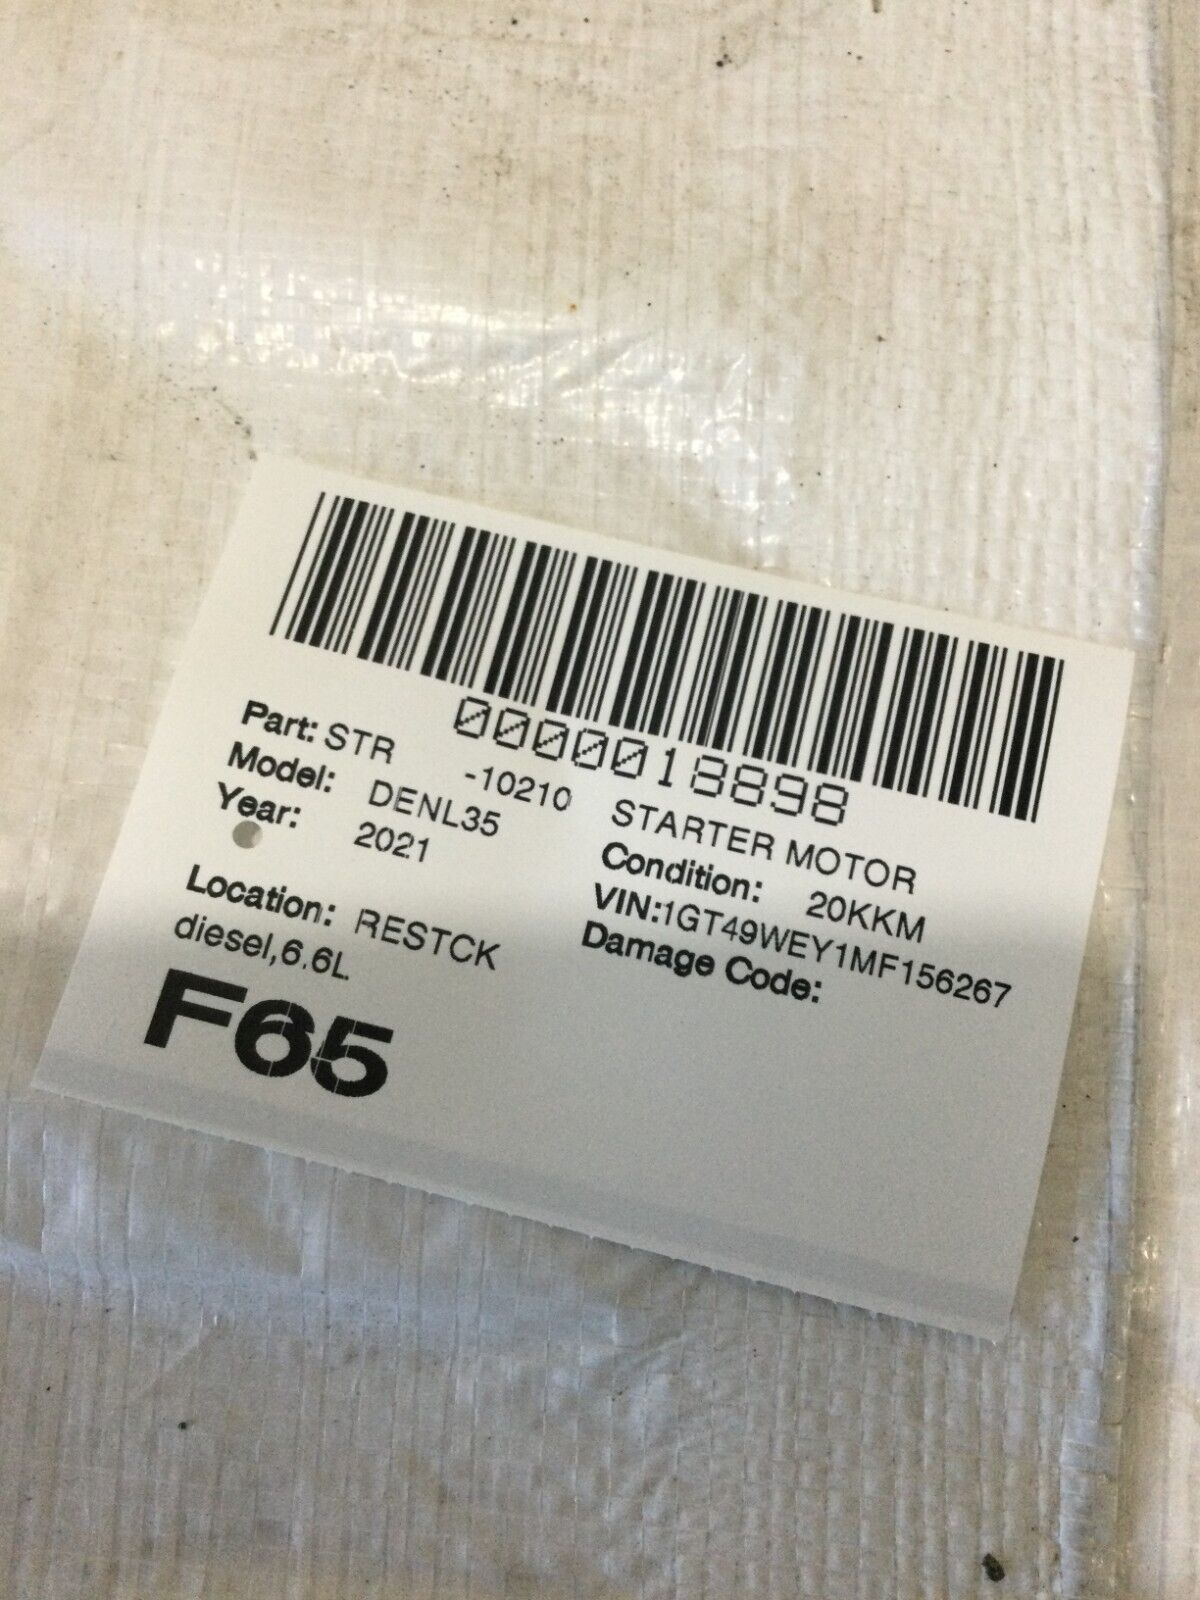 0000018898
Part: STR -10210 STARTER MOTOR
Model: DENL35 Condition: 20KKM
Year: 2021 VIN:1GT49WEY1MF156267
Damage Code:
Location: RESTCK
diesel,6.6L
F65